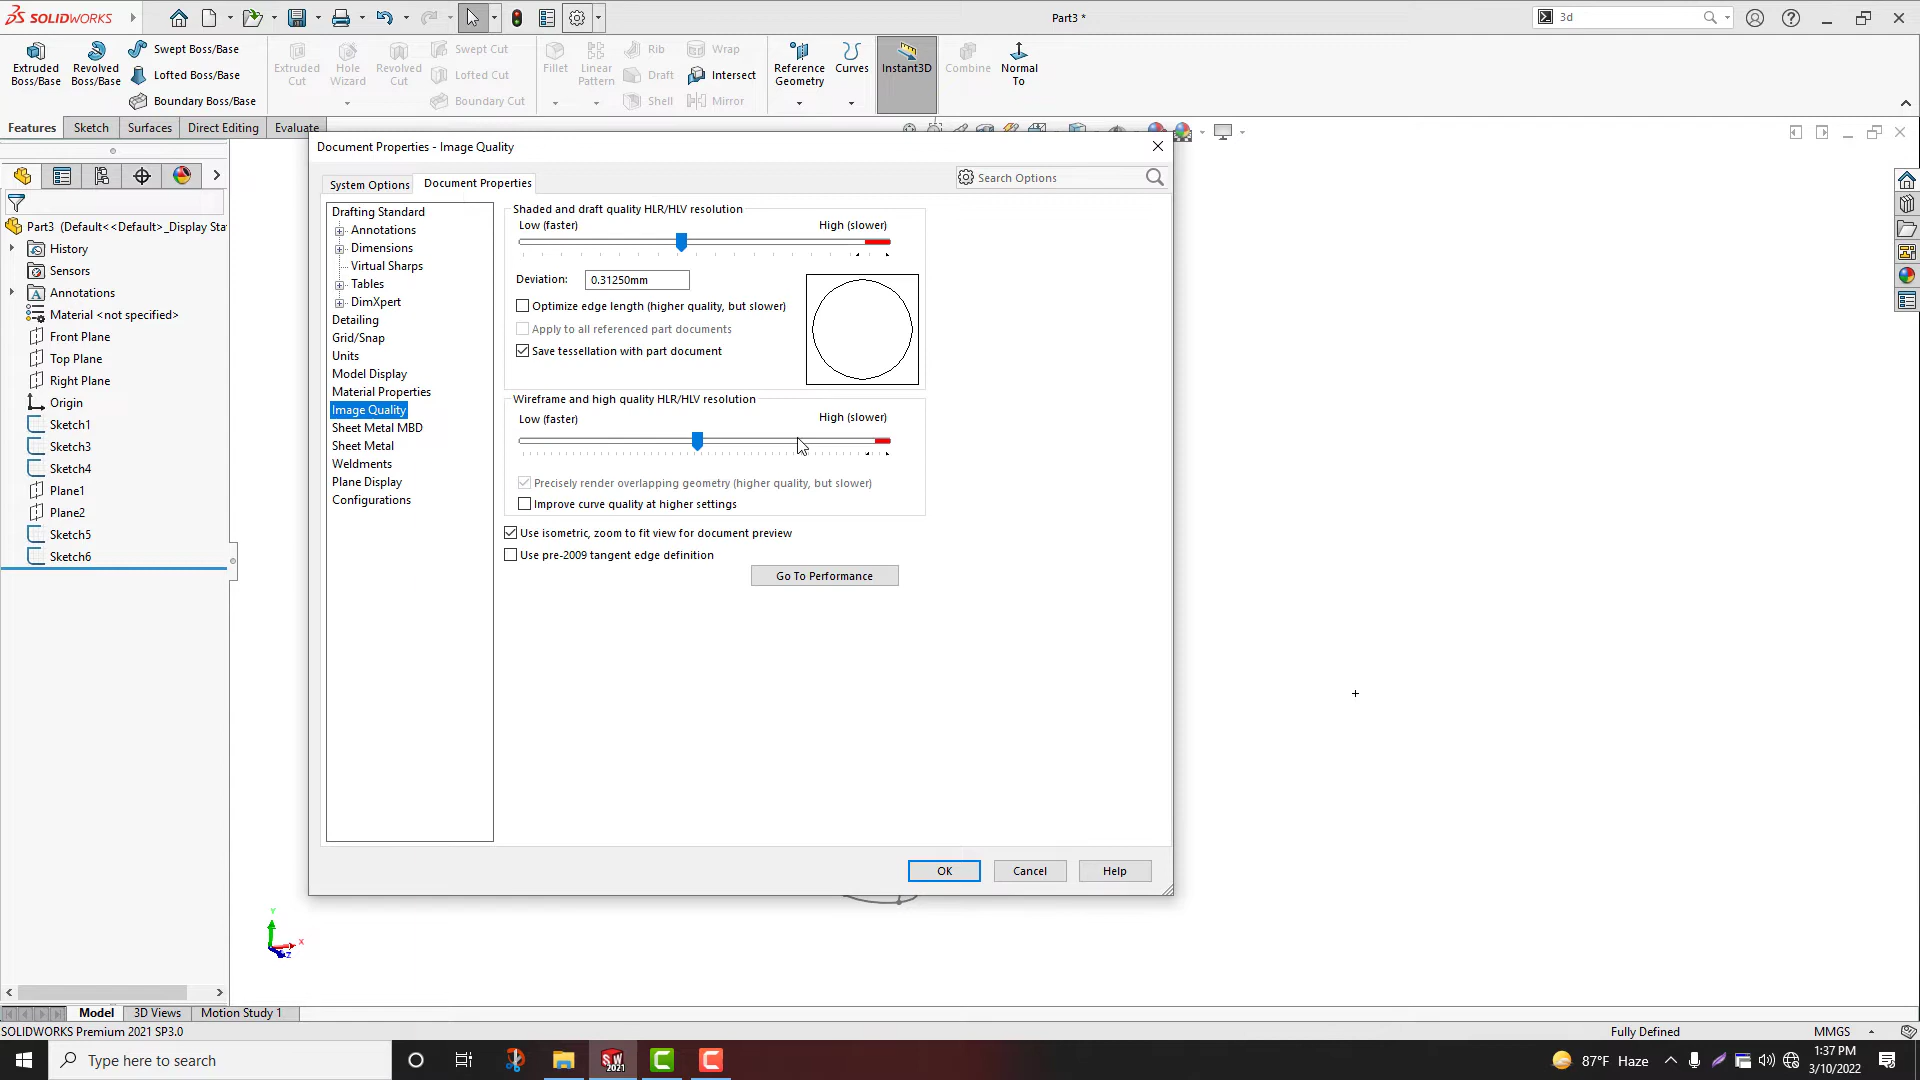 SOLIDWORKS
Part3 *
3d
Extruded Boss/Base
Revolved Boss/Base
Swept Boss/Base
Lofted Boss/Base
Boundary Boss/Base
Extruded Cut
Hole Wizard
Revolved Cut
Swept Cut
Lofted Cut
Boundary Cut
Fillet
Linear Pattern
Rib
Draft
Shell
Wrap
Intersect
Mirror
Reference Geometry
Curves
Instant3D
Combine
Normal To
Features
Sketch
Surfaces
Direct Editing
Evaluate
Part3 (Default<<Default>_Display Sta
History
Sensors
Annotations
Material <not specified>
Front Plane
Top Plane
Right Plane
Origin
Sketch1
Sketch3
Sketch4
Plane1
Plane2
Sketch5
Sketch6
Document Properties - Image Quality
System Options
Document Properties
Search Options
Drafting Standard
Annotations
Dimensions
Virtual Sharps
Tables
DimXpert
Detailing
Grid/Snap
Units
Model Display
Material Properties
Image Quality
Sheet Metal MBD
Sheet Metal
Weldments
Plane Display
Configurations
Shaded and draft quality HLR/HLV resolution
Low (faster)
High (slower)
Deviation:
0.31250mm
Optimize edge length (higher quality, but slower)
Apply to all referenced part documents
Save tessellation with part document
Wireframe and high quality HLR/HLV resolution
Low (faster)
High (slower)
Precisely render overlapping geometry (higher quality, but slower)
Improve curve quality at higher settings
Use isometric, zoom to fit view for document preview
Use pre-2009 tangent edge definition
Go To Performance
OK
Cancel
Help
Y
X
Z
Model
3D Views
Motion Study 1
SOLIDWORKS Premium 2021 SP3.0
Fully Defined
MMGS
Type here to search
SW
2021
87°F Haze
1:37 PM
3/10/2022